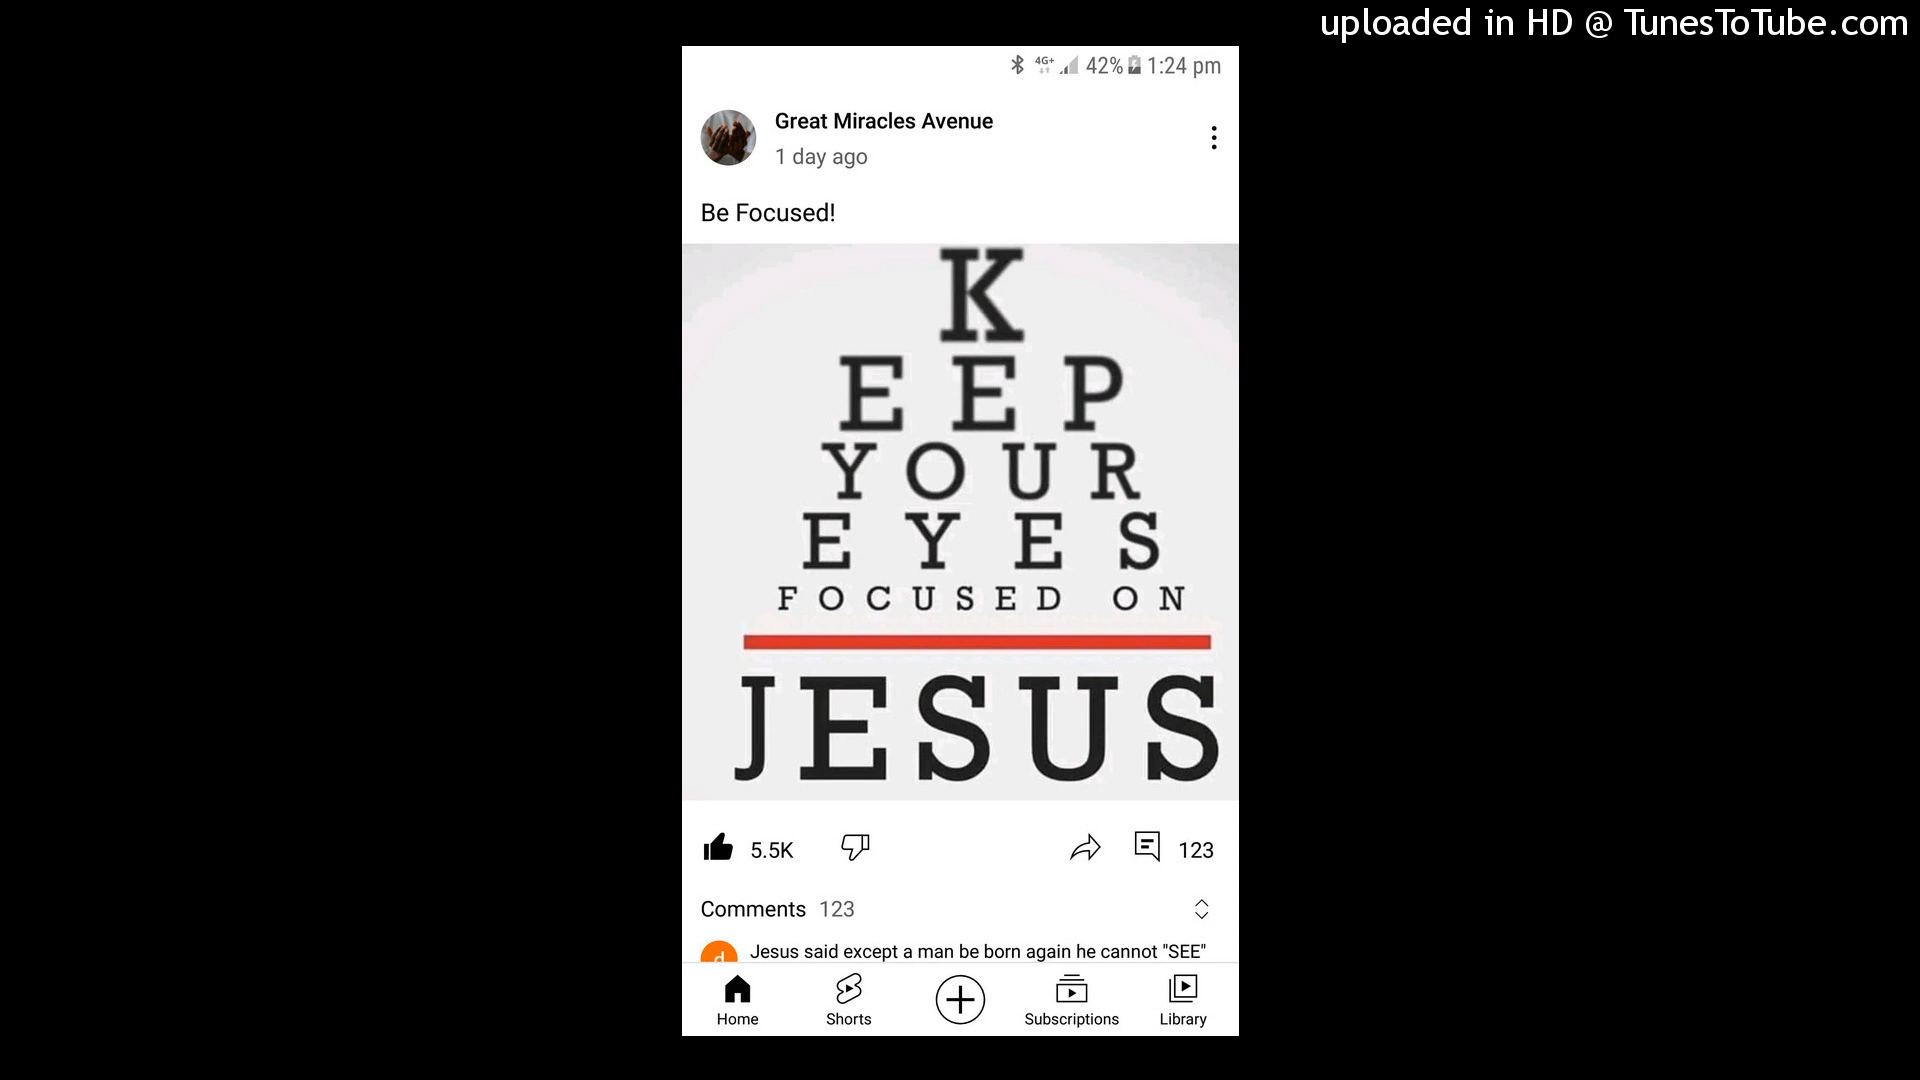 uploaded in HD @ TunesToTube.com
4G+ 42% 1:24 pm
Great Miracles Avenue
1 day ago
Be Focused!
K
E E P
Y O U R
E Y E S
F O C U S E D O N
JESUS
5.5K 123
Comments 123
d Jesus said except a man be born again he cannot "SEE"
Home Shorts Subscriptions Library